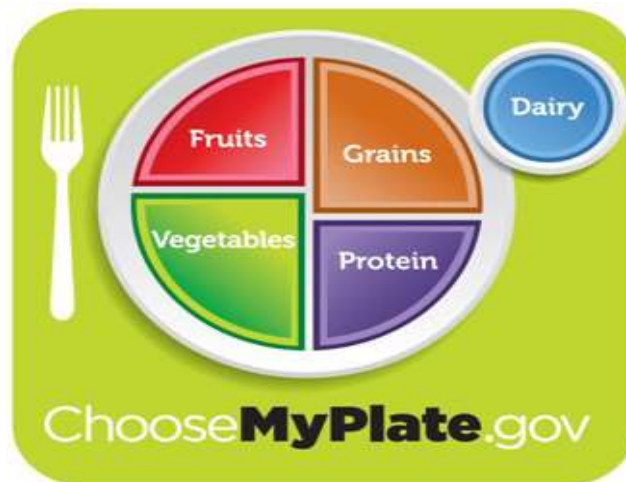 Dairy
Fruits
Grains
Vegetables
Protein
ChooseMyPlate.gov